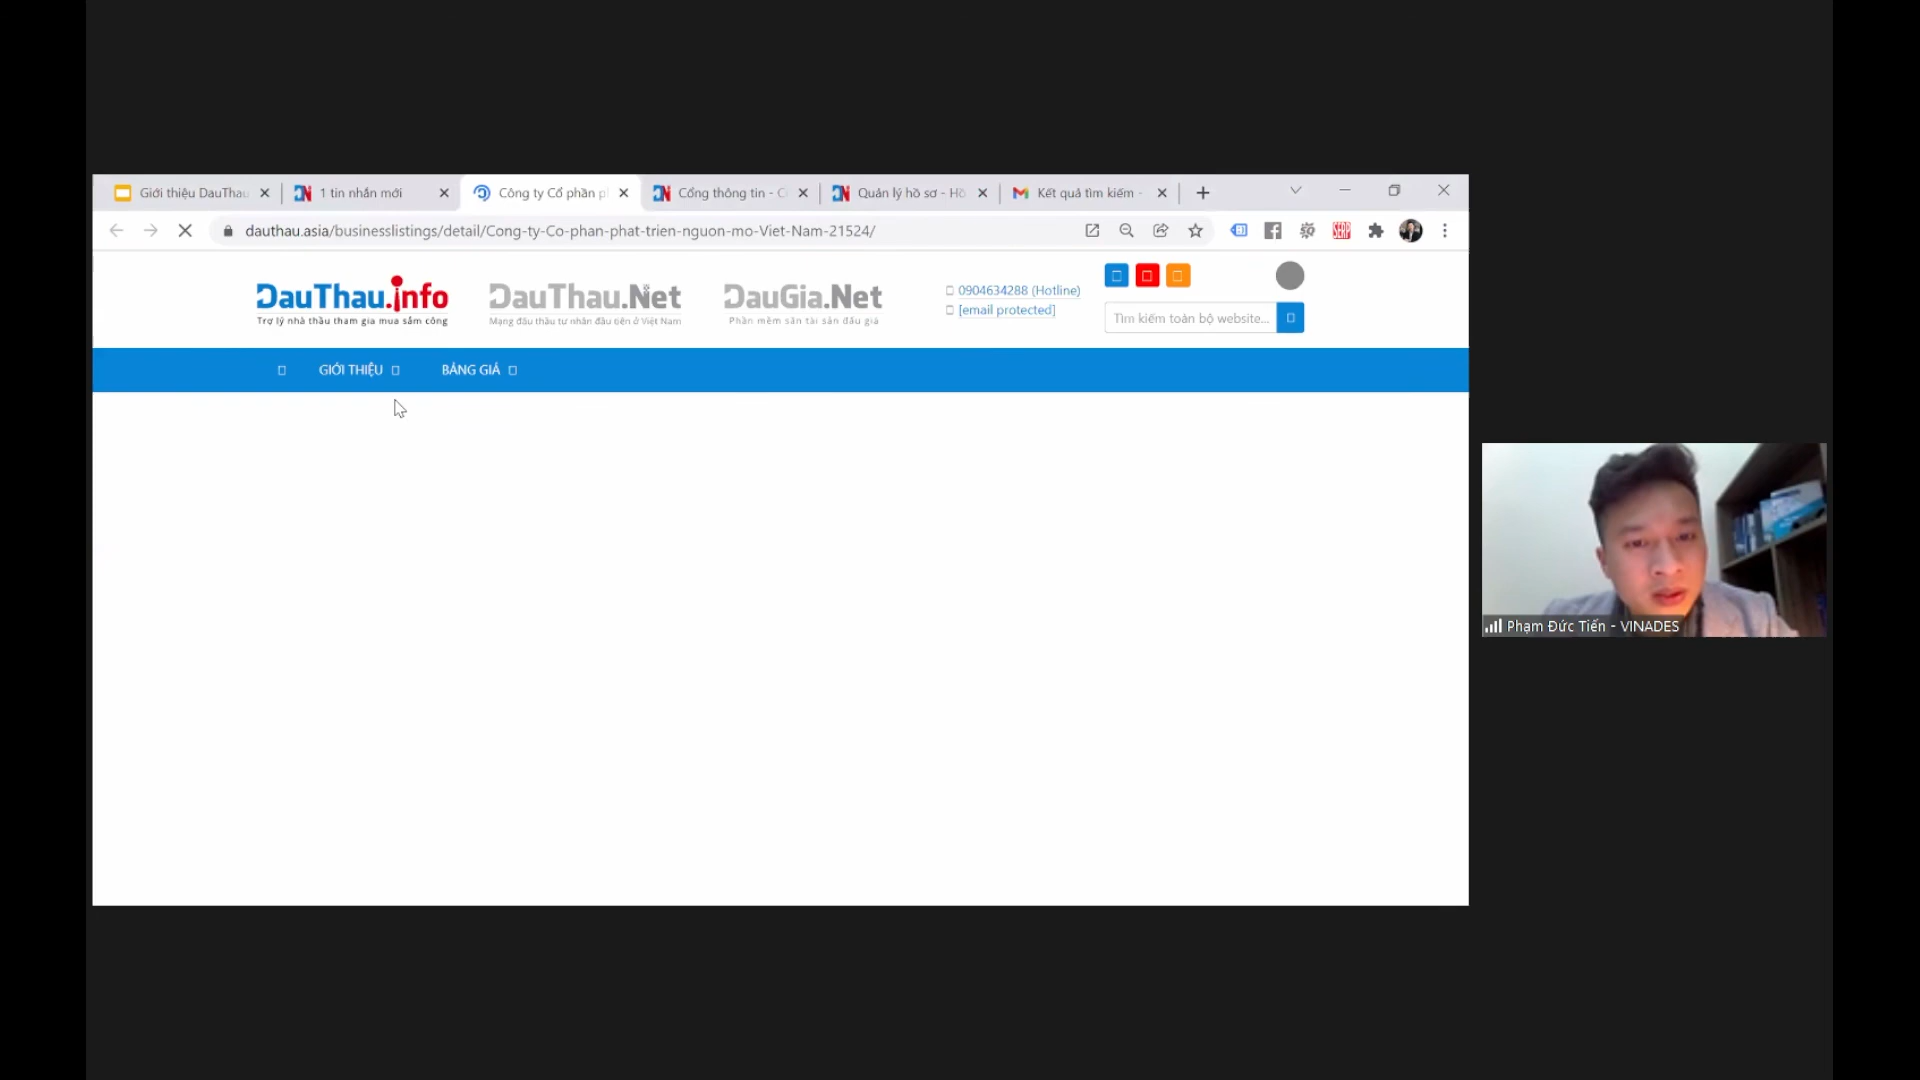 Giới thiệu DauThau
1 tin nhắn mới
Công ty Cổ phần p
Cổng thông tin - C
Quản lý hồ sơ - Hồ
Kết quả tìm kiếm -
dauthau.asia/businesslistings/detail/Cong-ty-Co-phan-phat-trien-nguon-mo-Viet-Nam-21524/
SERP
DauThau.info
Trợ lý nhà thầu tham gia mua sắm công
DauThau.Net
Mạng đấu thầu tư nhân đầu tiên ở Việt Nam
DauGia.Net
Phần mềm săn tài sản đấu giá
0904634288 (Hotline)
[email protected]
Tìm kiếm toàn bộ website...
GIỚI THIỆU
BẢNG GIÁ
Phạm Đức Tiến - VINADES